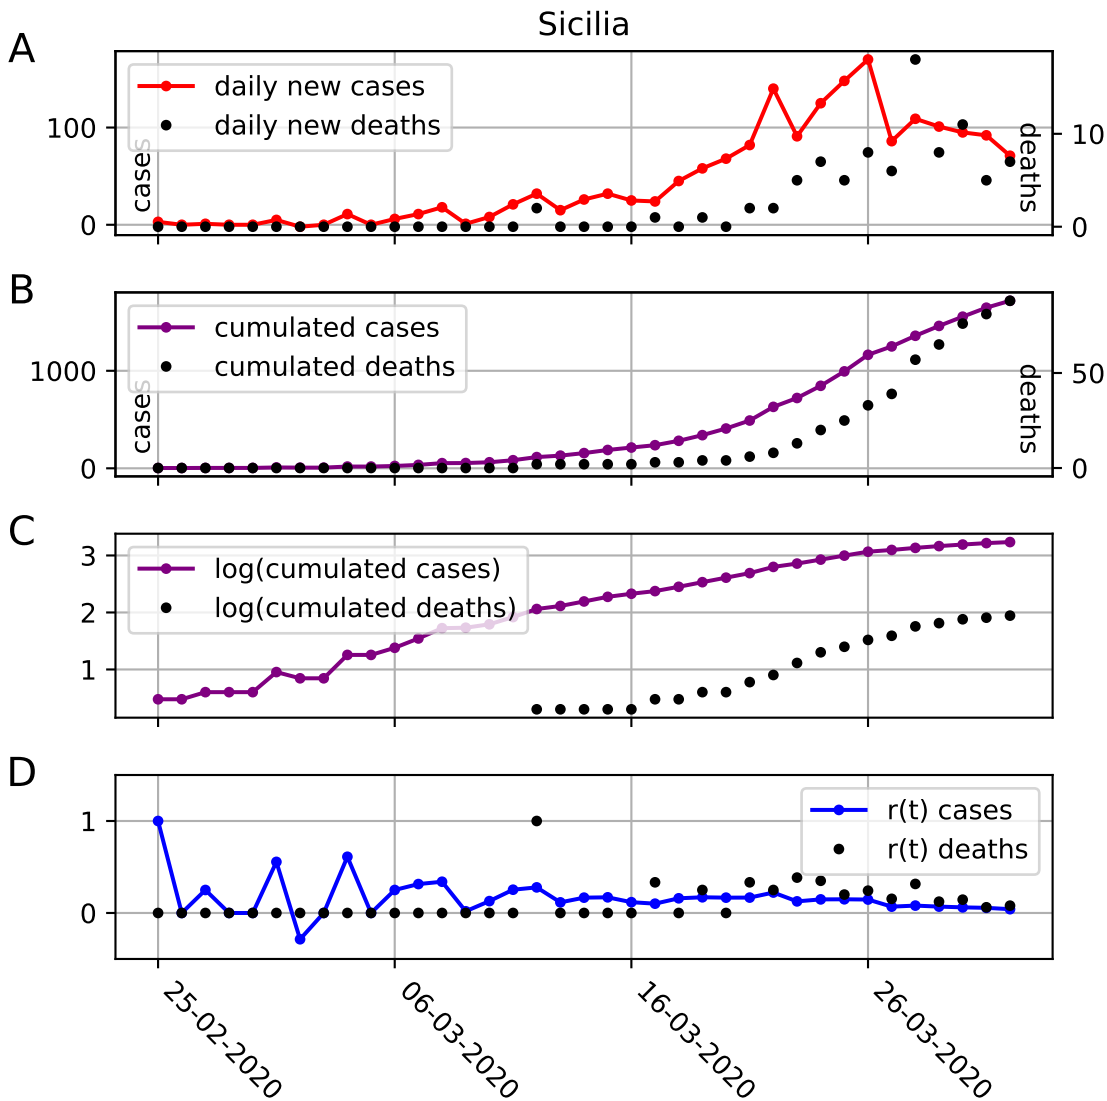 Sicilia
A
daily new cases
daily new deaths
100
0
cases
10
0
deaths
B
cumulated cases
cumulated deaths
1000
0
cases
50
0
deaths
C
log(cumulated cases)
log(cumulated deaths)
3
2
1
D
r(t) cases
r(t) deaths
1
0
25-02-2020
06-03-2020
16-03-2020
26-03-2020